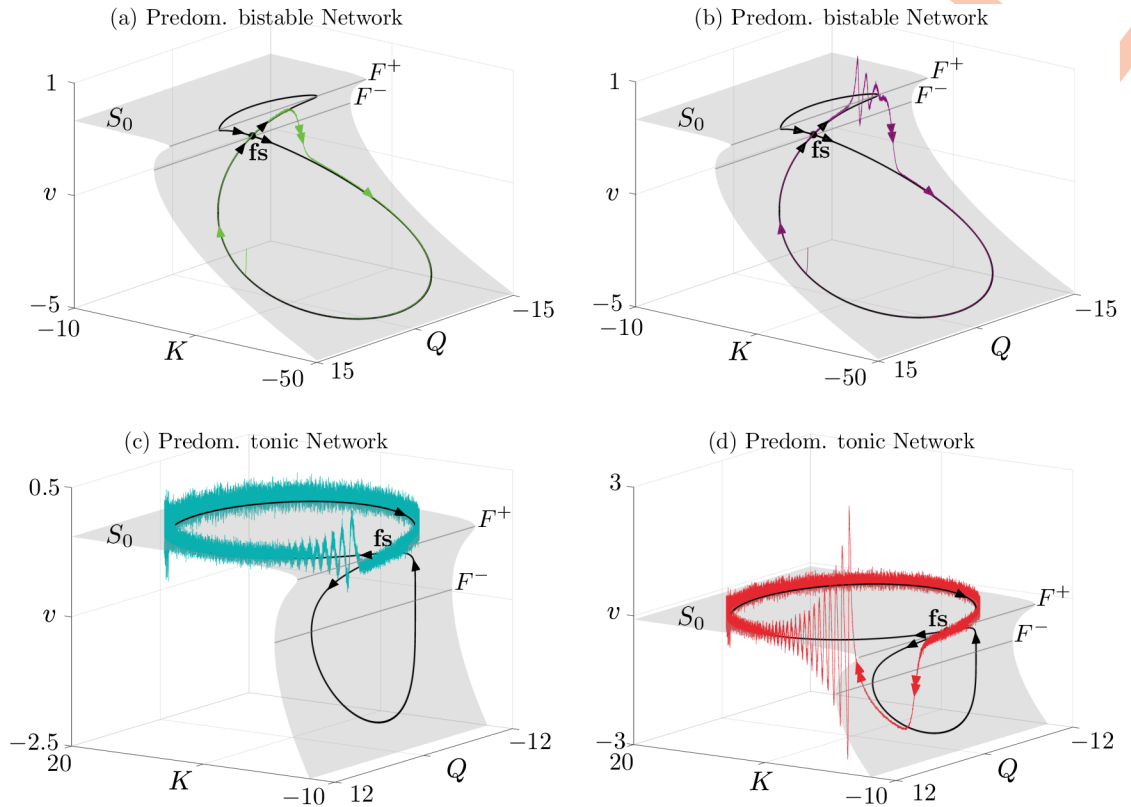 (a) Predom. bistable Network
1
S₀
F⁺
F⁻
fs
v
−5
−10
K
−50
15
Q
−15
(b) Predom. bistable Network
1
S₀
F⁺
F⁻
fs
v
−5
−10
K
−50
15
Q
−15
(c) Predom. tonic Network
0.5
S₀
fs
F⁺
F⁻
v
−2.5
20
K
−10
12
Q
−12
(d) Predom. tonic Network
3
S₀
fs
F⁺
F⁻
v
−3
20
K
−10
12
Q
−12